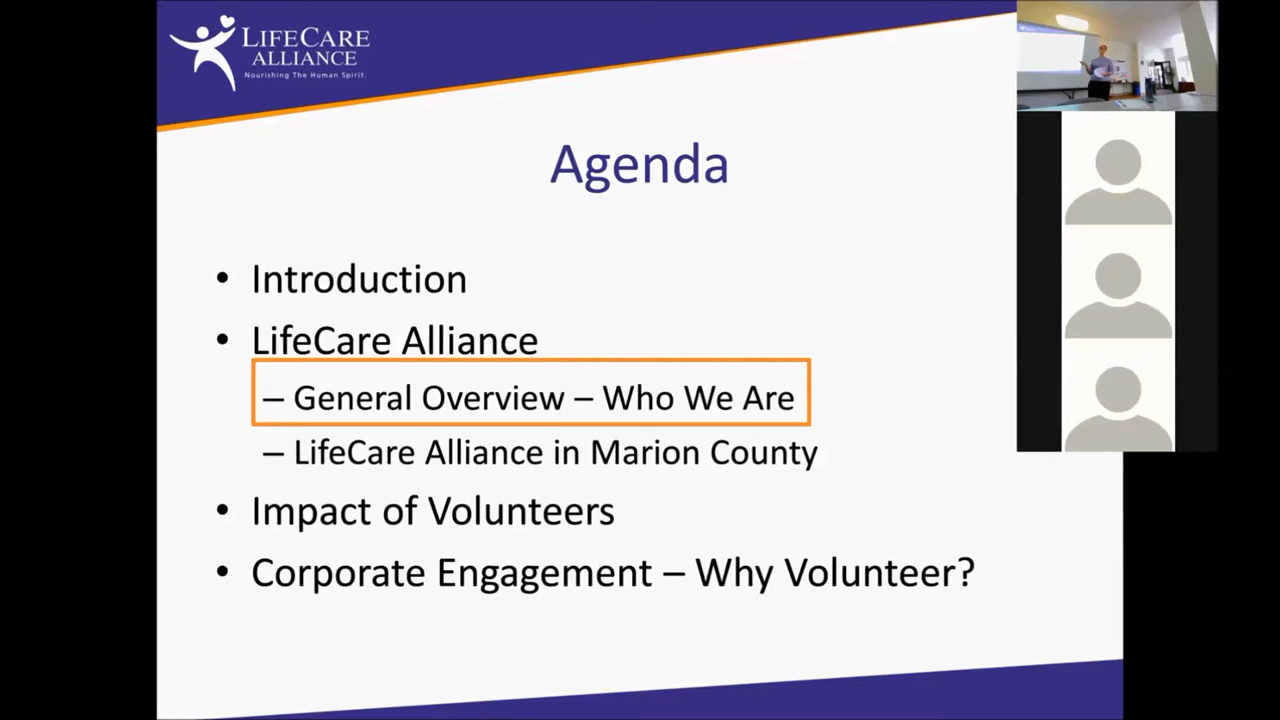 LIFECARE
ALLIANCE
Nourishing The Human Spirit.
Agenda
• Introduction
• LifeCare Alliance
– General Overview – Who We Are
– LifeCare Alliance in Marion County
• Impact of Volunteers
• Corporate Engagement – Why Volunteer?